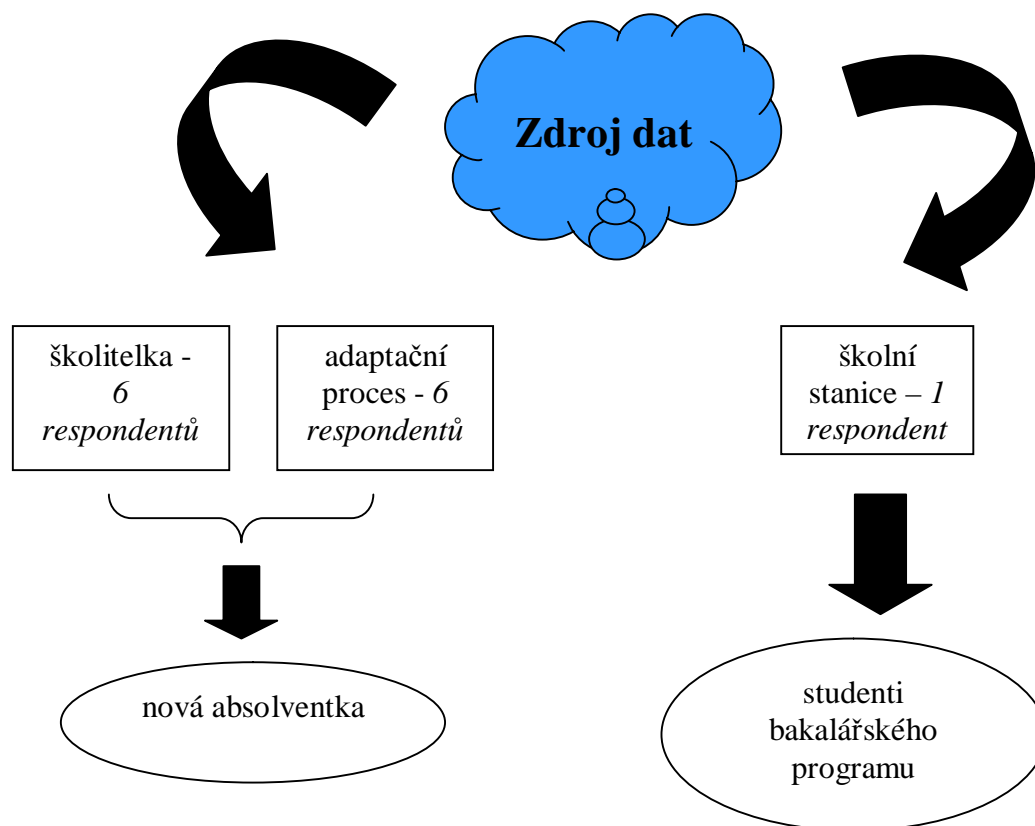 Zdroj dat
školitelka -
6
respondentů
adaptační
proces - 6
respondentů
školní
stanice – 1
respondent
nová absolventka
studenti
bakalářského
programu